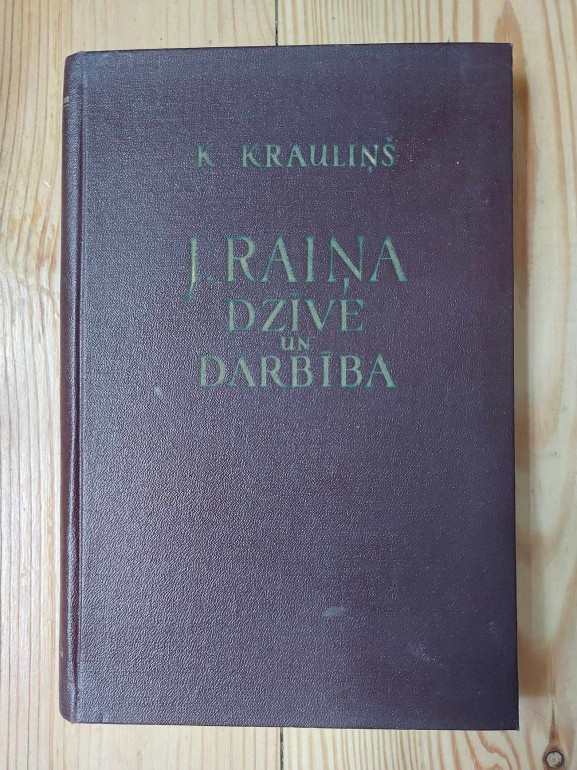 K KRAULIŅŠ
J. RAIŅA
DZĪVE
UN
DARBĪBA